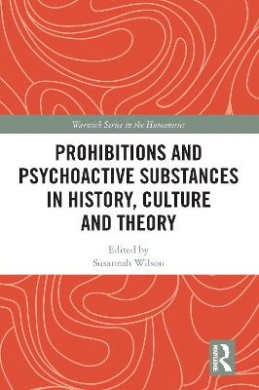 Warwick Series in the Humanities
PROHIBITIONS AND
PSYCHOACTIVE SUBSTANCES
IN HISTORY, CULTURE
AND THEORY
Edited by
Susannah Wilson
R
ROUTLEDGE